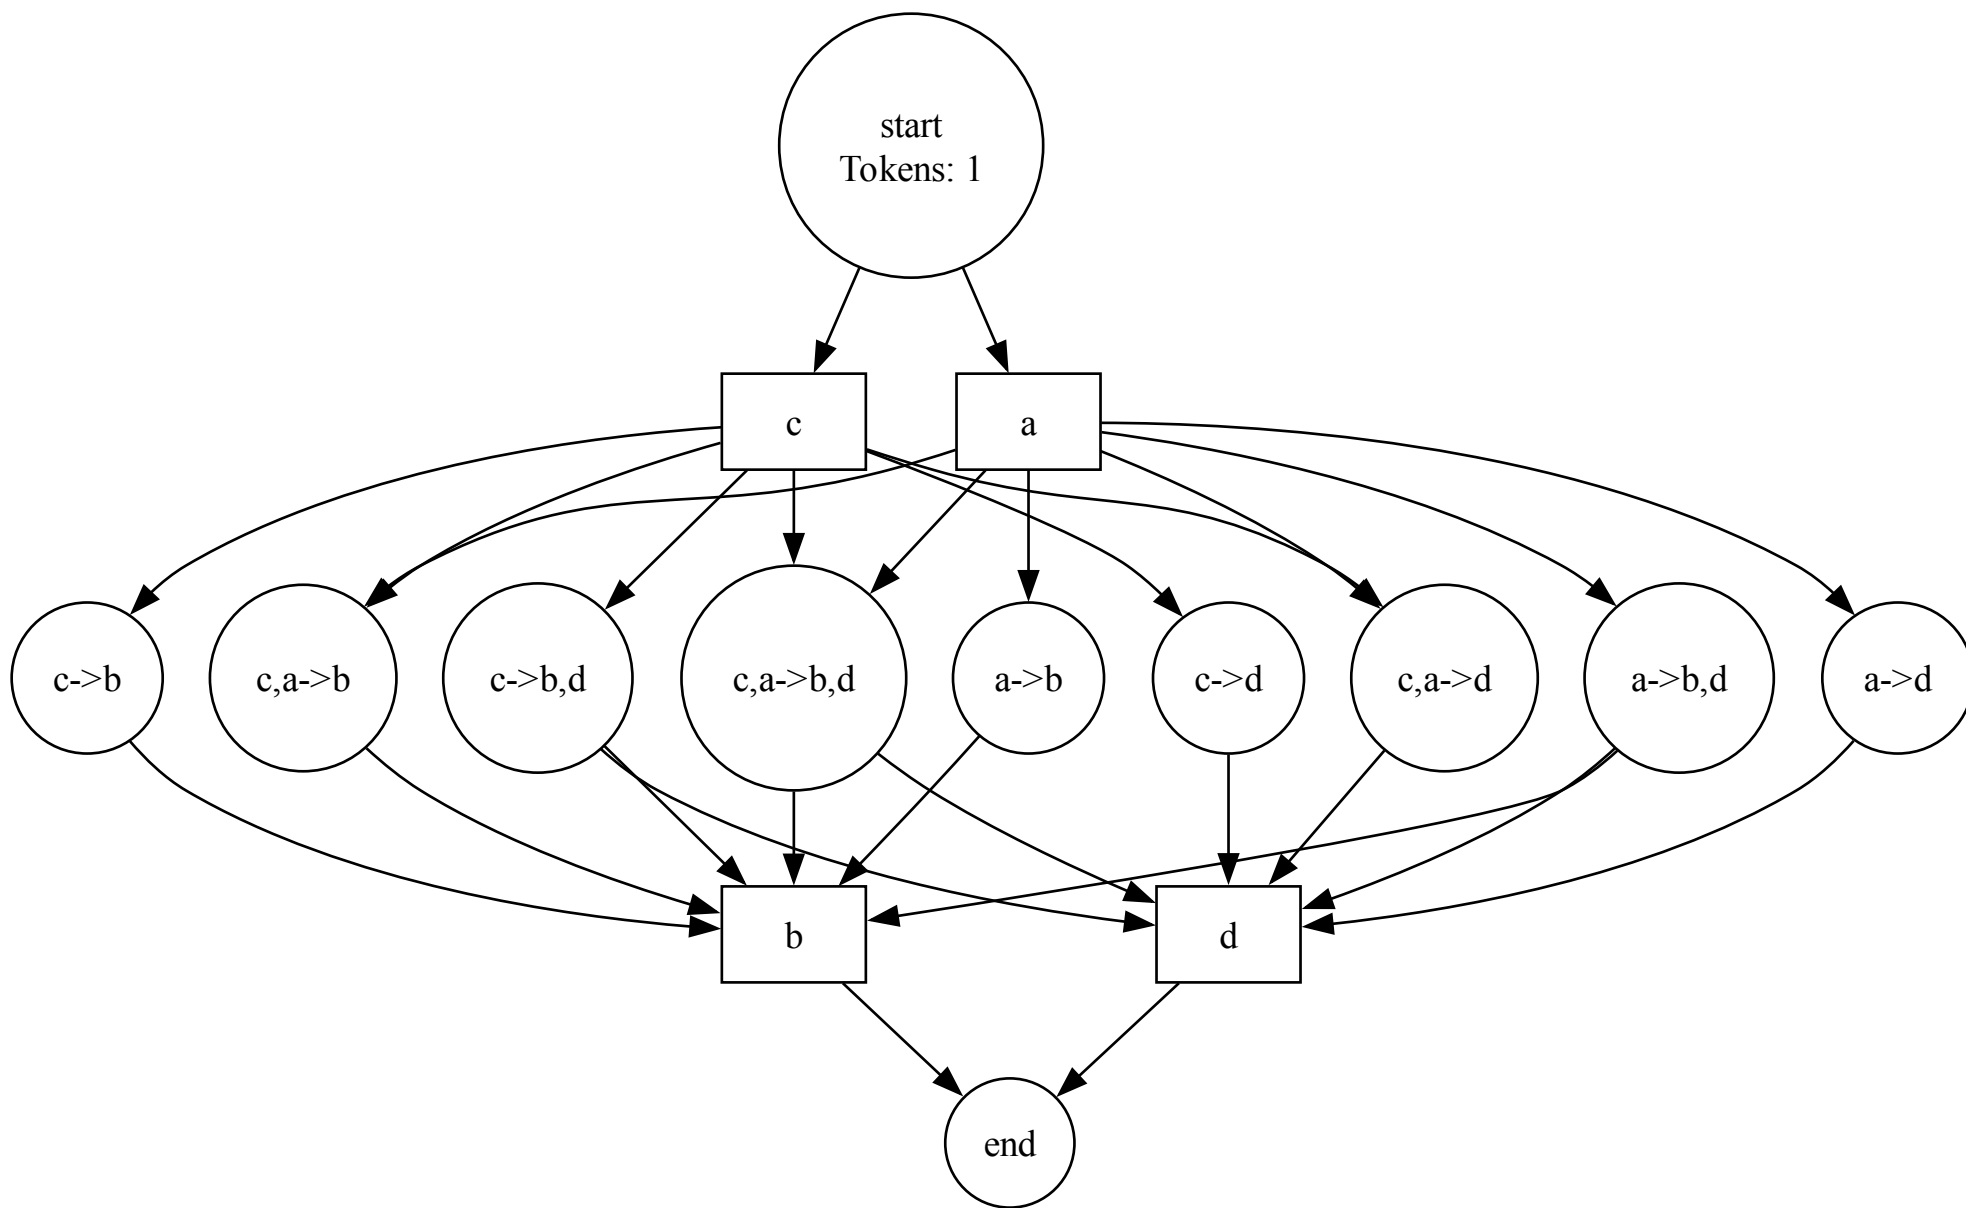 start
Tokens: 1
c
a
c->b
c,a->b
c->b,d
c,a->b,d
a->b
c->d
c,a->d
a->b,d
a->d
b
d
end